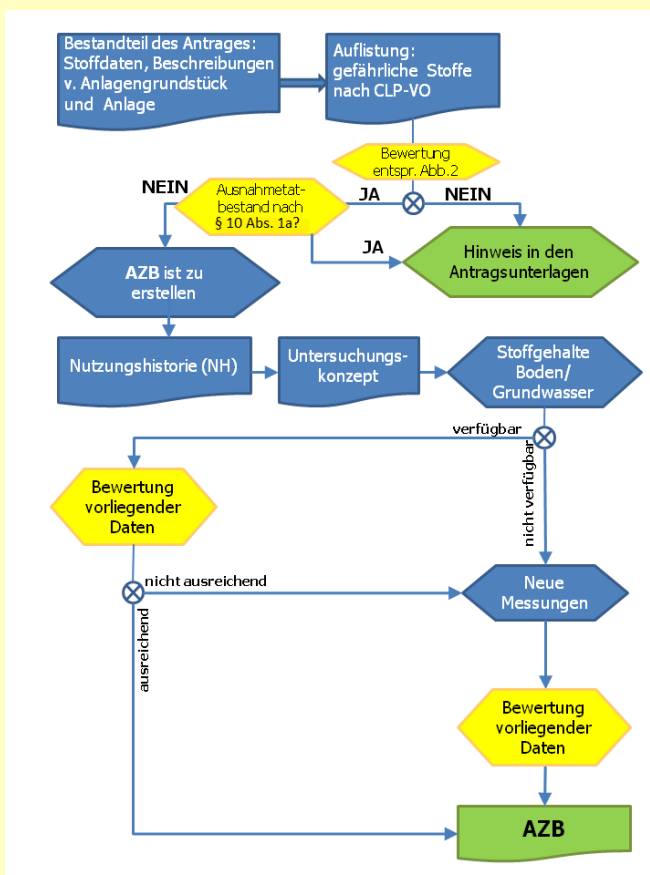 Bestandteil des Antrages:
Stoffdaten, Beschreibungen
v. Anlagengrundstück
und Anlage
Auflistung:
gefährliche Stoffe
nach CLP-VO
Bewertung
entspr. Abb.2
NEIN
Ausnahmetat-
bestand nach
§ 10 Abs. 1a?
JA
NEIN
JA
Hinweis in den
Antragsunterlagen
AZB ist zu
erstellen
Nutzungshistorie (NH)
Untersuchungs-
konzept
Stoffgehalte
Boden/
Grundwasser
verfügbar
nicht verfügbar
Bewertung
vorliegender
Daten
nicht ausreichend
ausreichend
Neue
Messungen
Bewertung
vorliegender
Daten
AZB